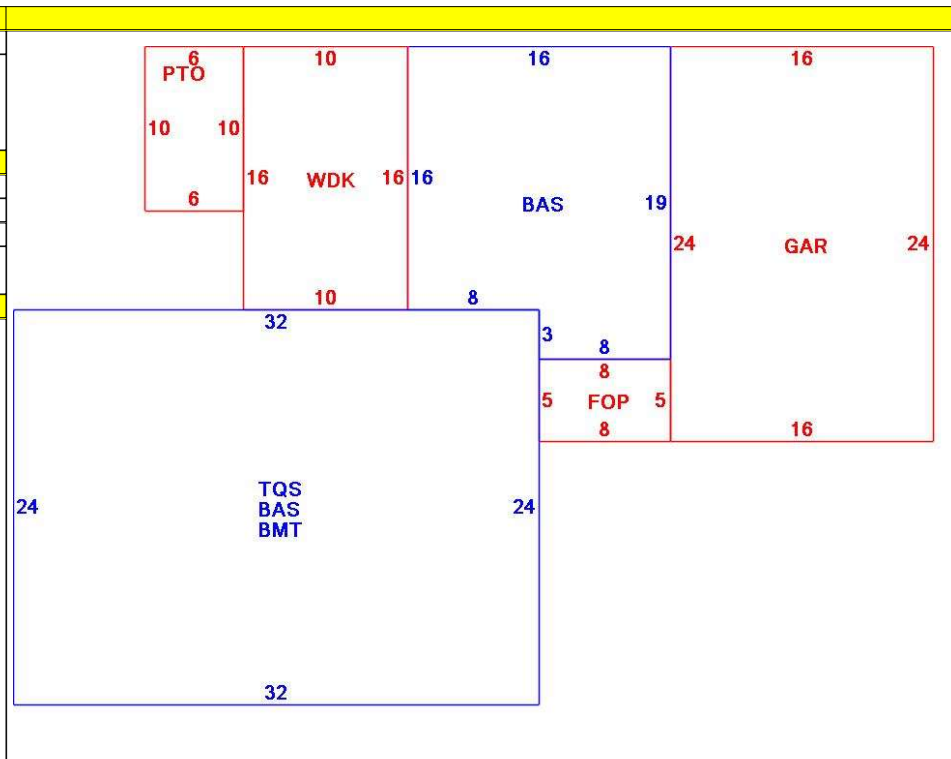 6 10 16 16
PTO
10 10
16 WDK 16 16
6
BAS 19
24 GAR 24
10 8
32
3
8
8
5 FOP 5
8 16
TQS
24 BAS 24
BMT
32